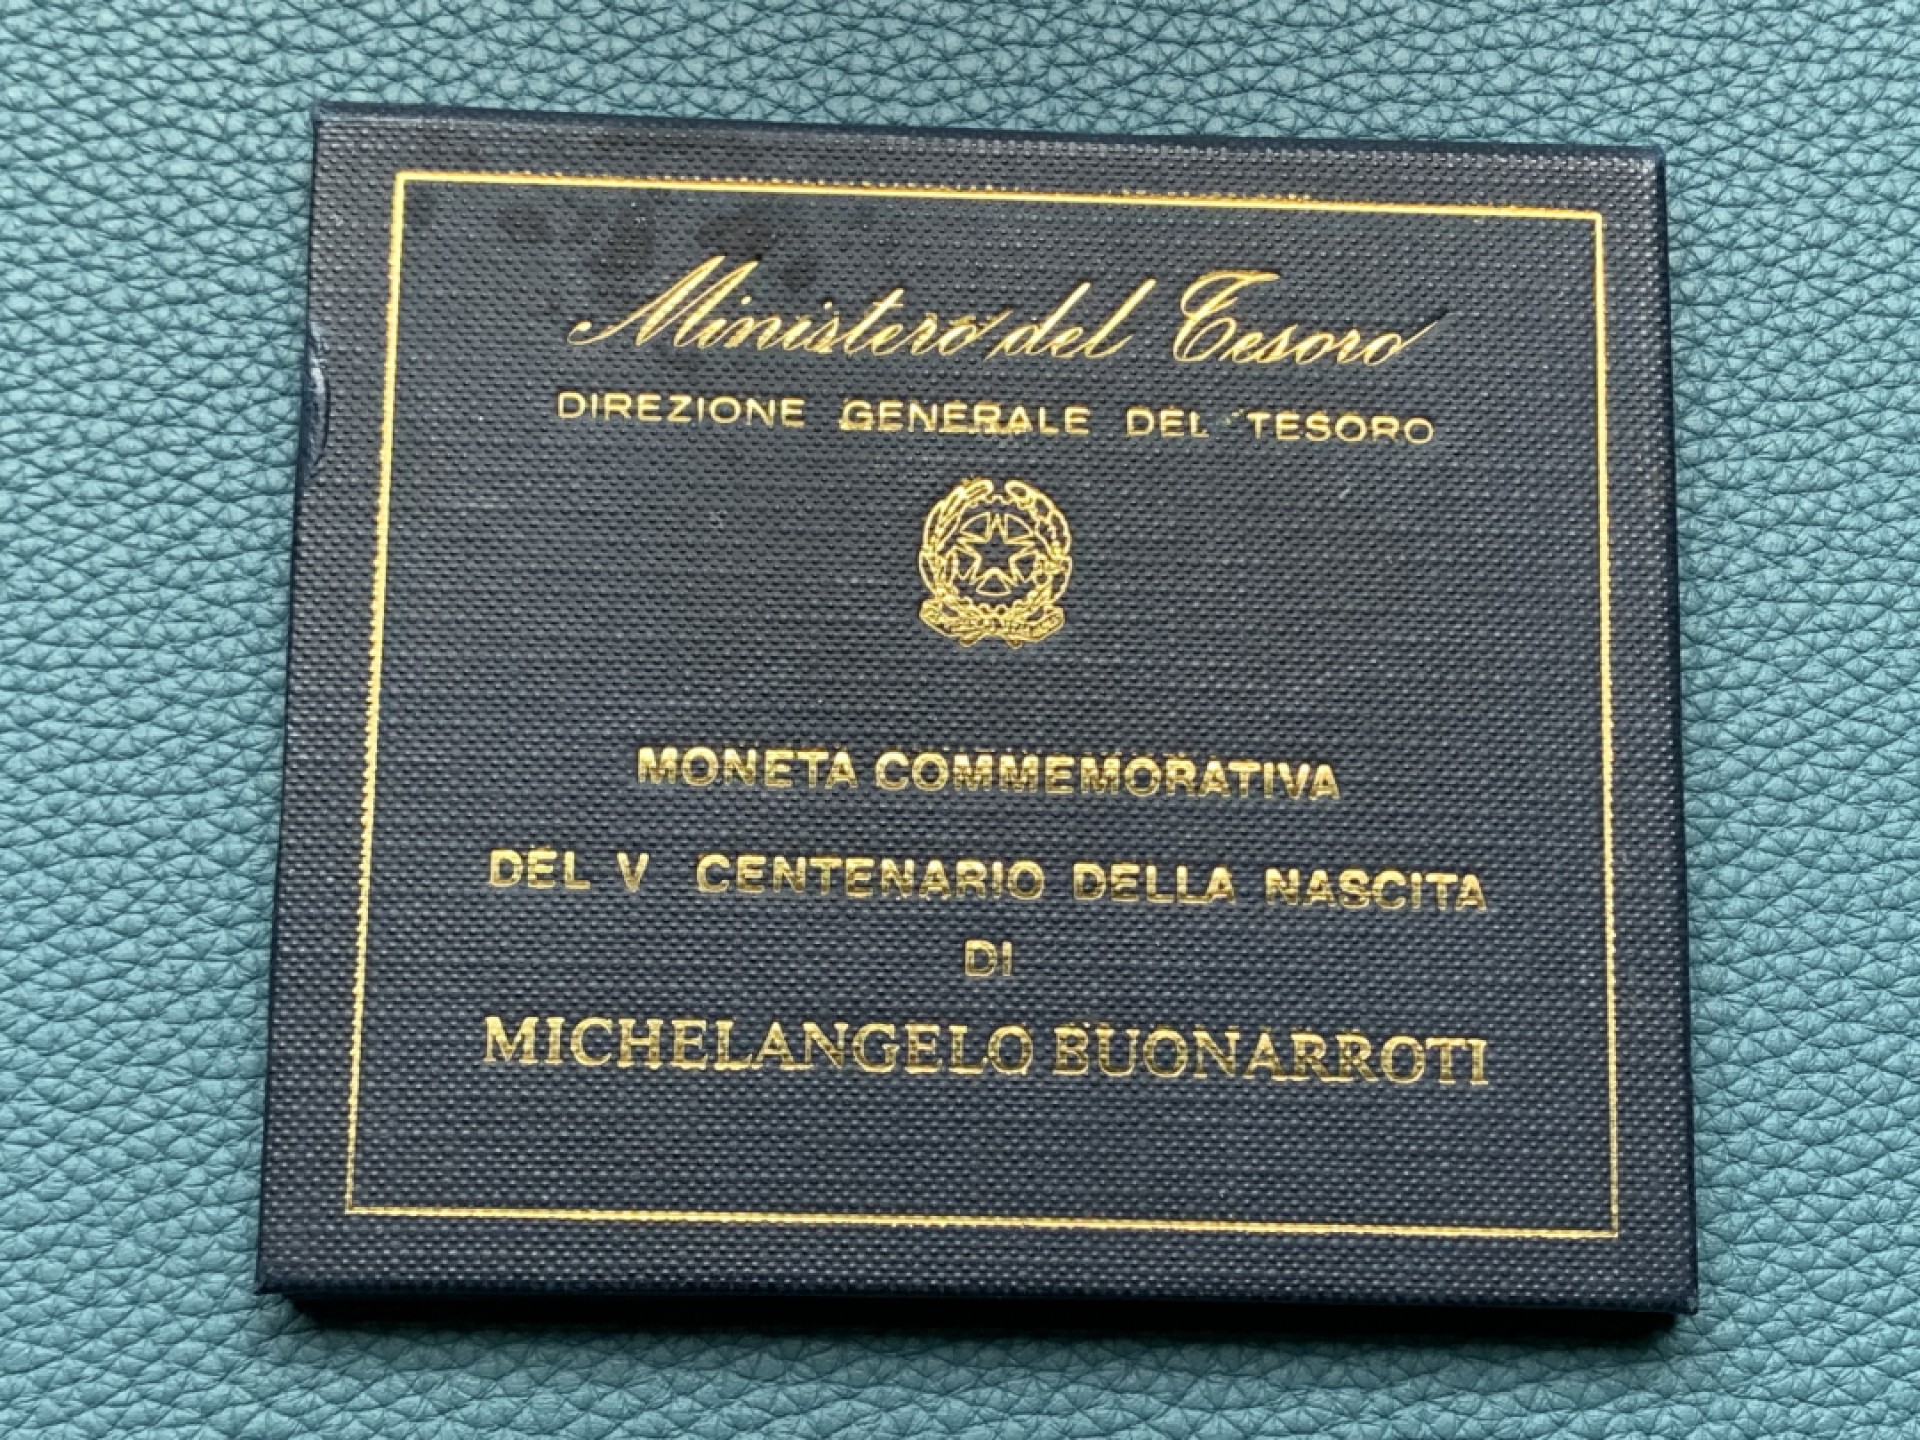 Ministero del Tesoro
DIREZIONE GENERALE DEL TESORO
MONETA COMMEMORATIVA
DEL V CENTENARIO DELLA NASCITA
DI
MICHELANGELO BUONARROTI